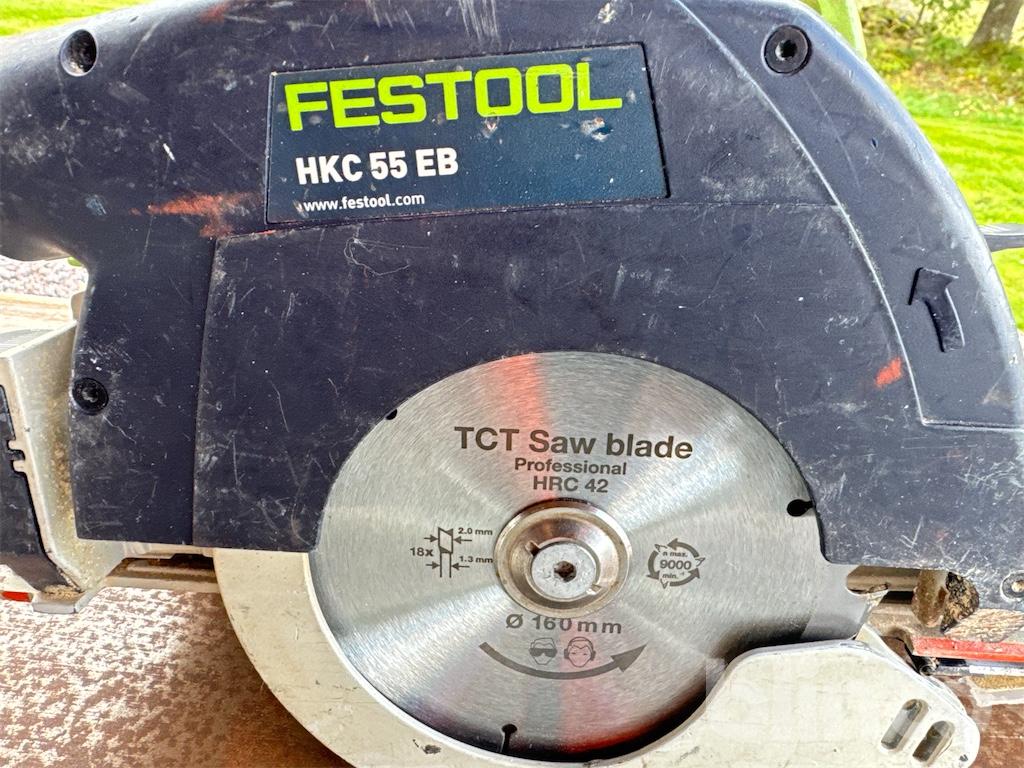 FESTOOL
HKC 55 EB
www.festool.com
TCT Saw blade
Professional
HRC 42
2.0 mm
18x
1.3 mm
n max.
9000
min.⁻¹
Ø 160 mm